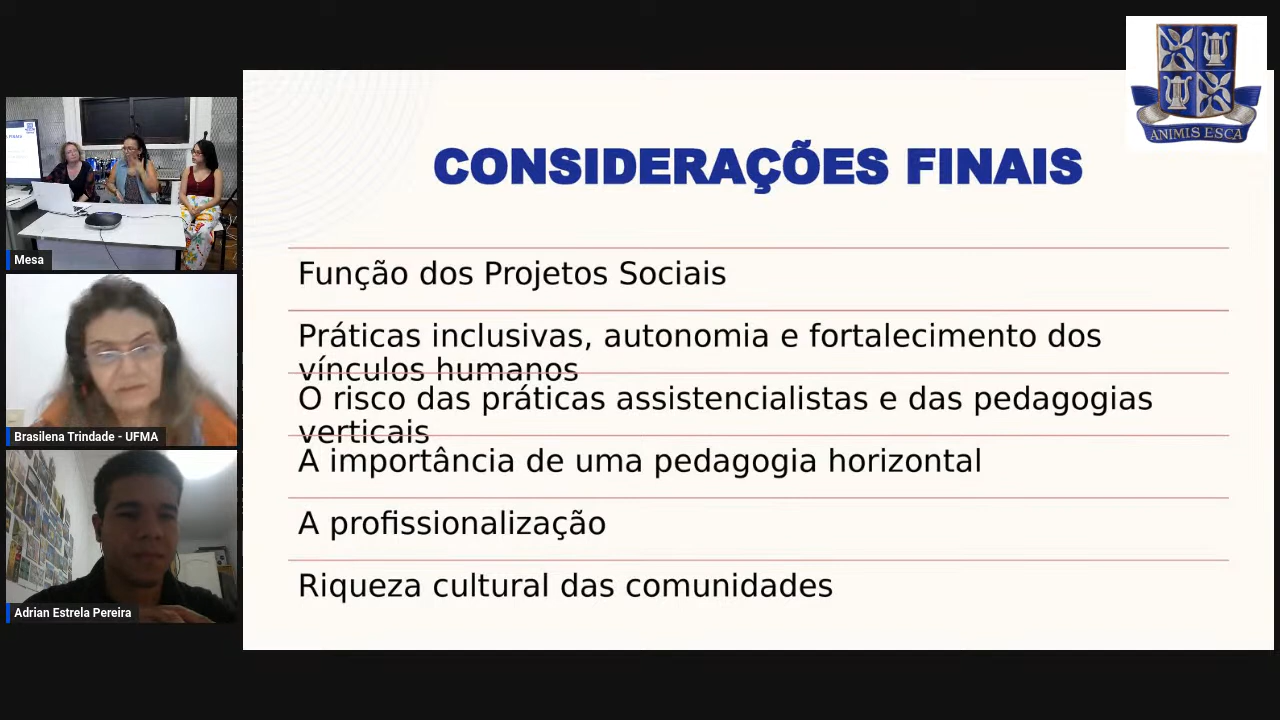 ANIMIS ESCA
CONSIDERAÇÕES FINAIS
Função dos Projetos Sociais
Práticas inclusivas, autonomia e fortalecimento dos
vínculos humanos
O risco das práticas assistencialistas e das pedagogias
verticais
A importância de uma pedagogia horizontal
A profissionalização
Riqueza cultural das comunidades
Mesa
Brasilena Trindade - UFMA
Adrian Estrela Pereira